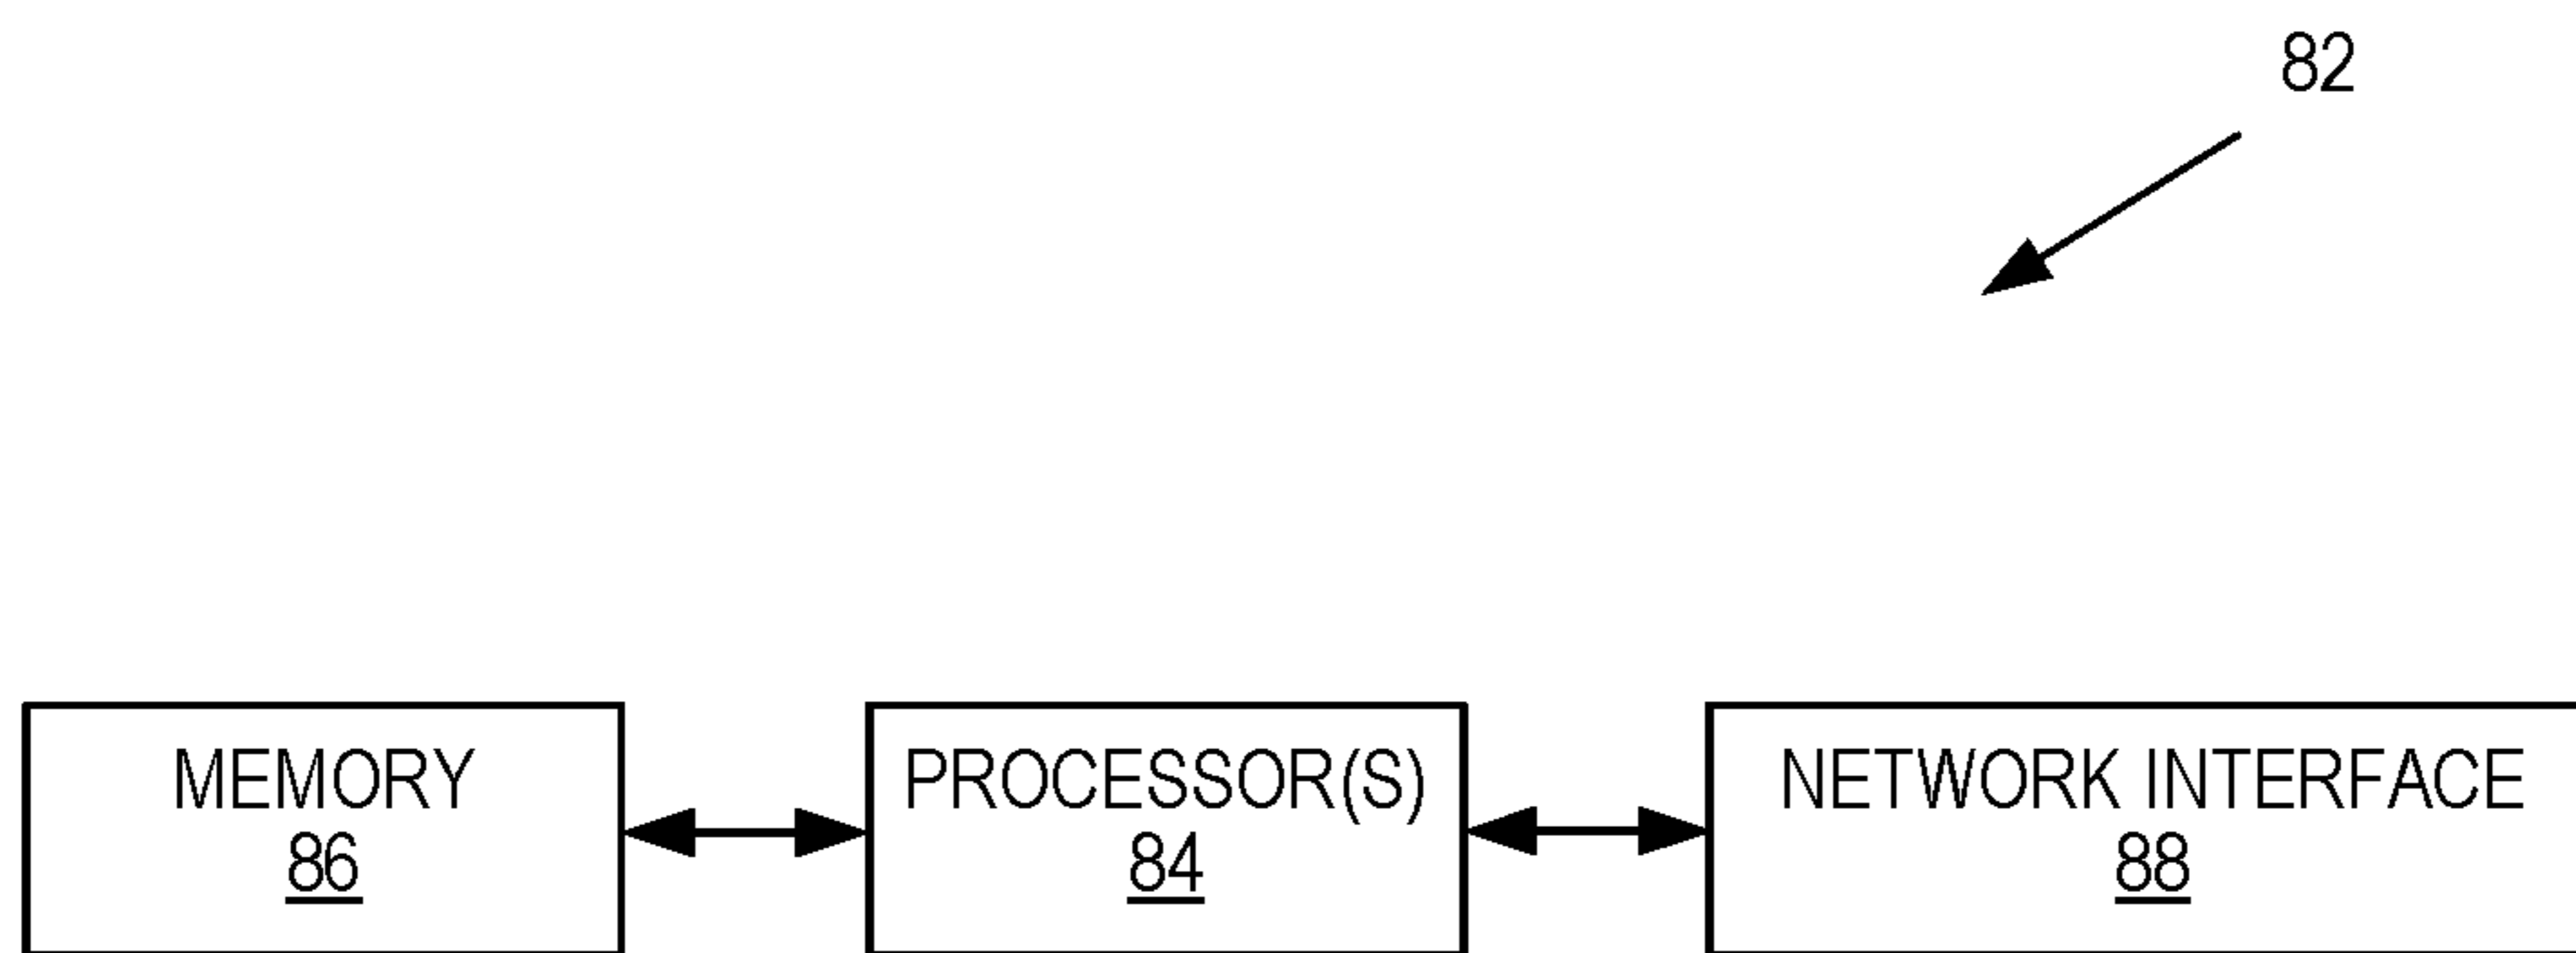 82
MEMORY
86
PROCESSOR(S)
84
NETWORK INTERFACE
88